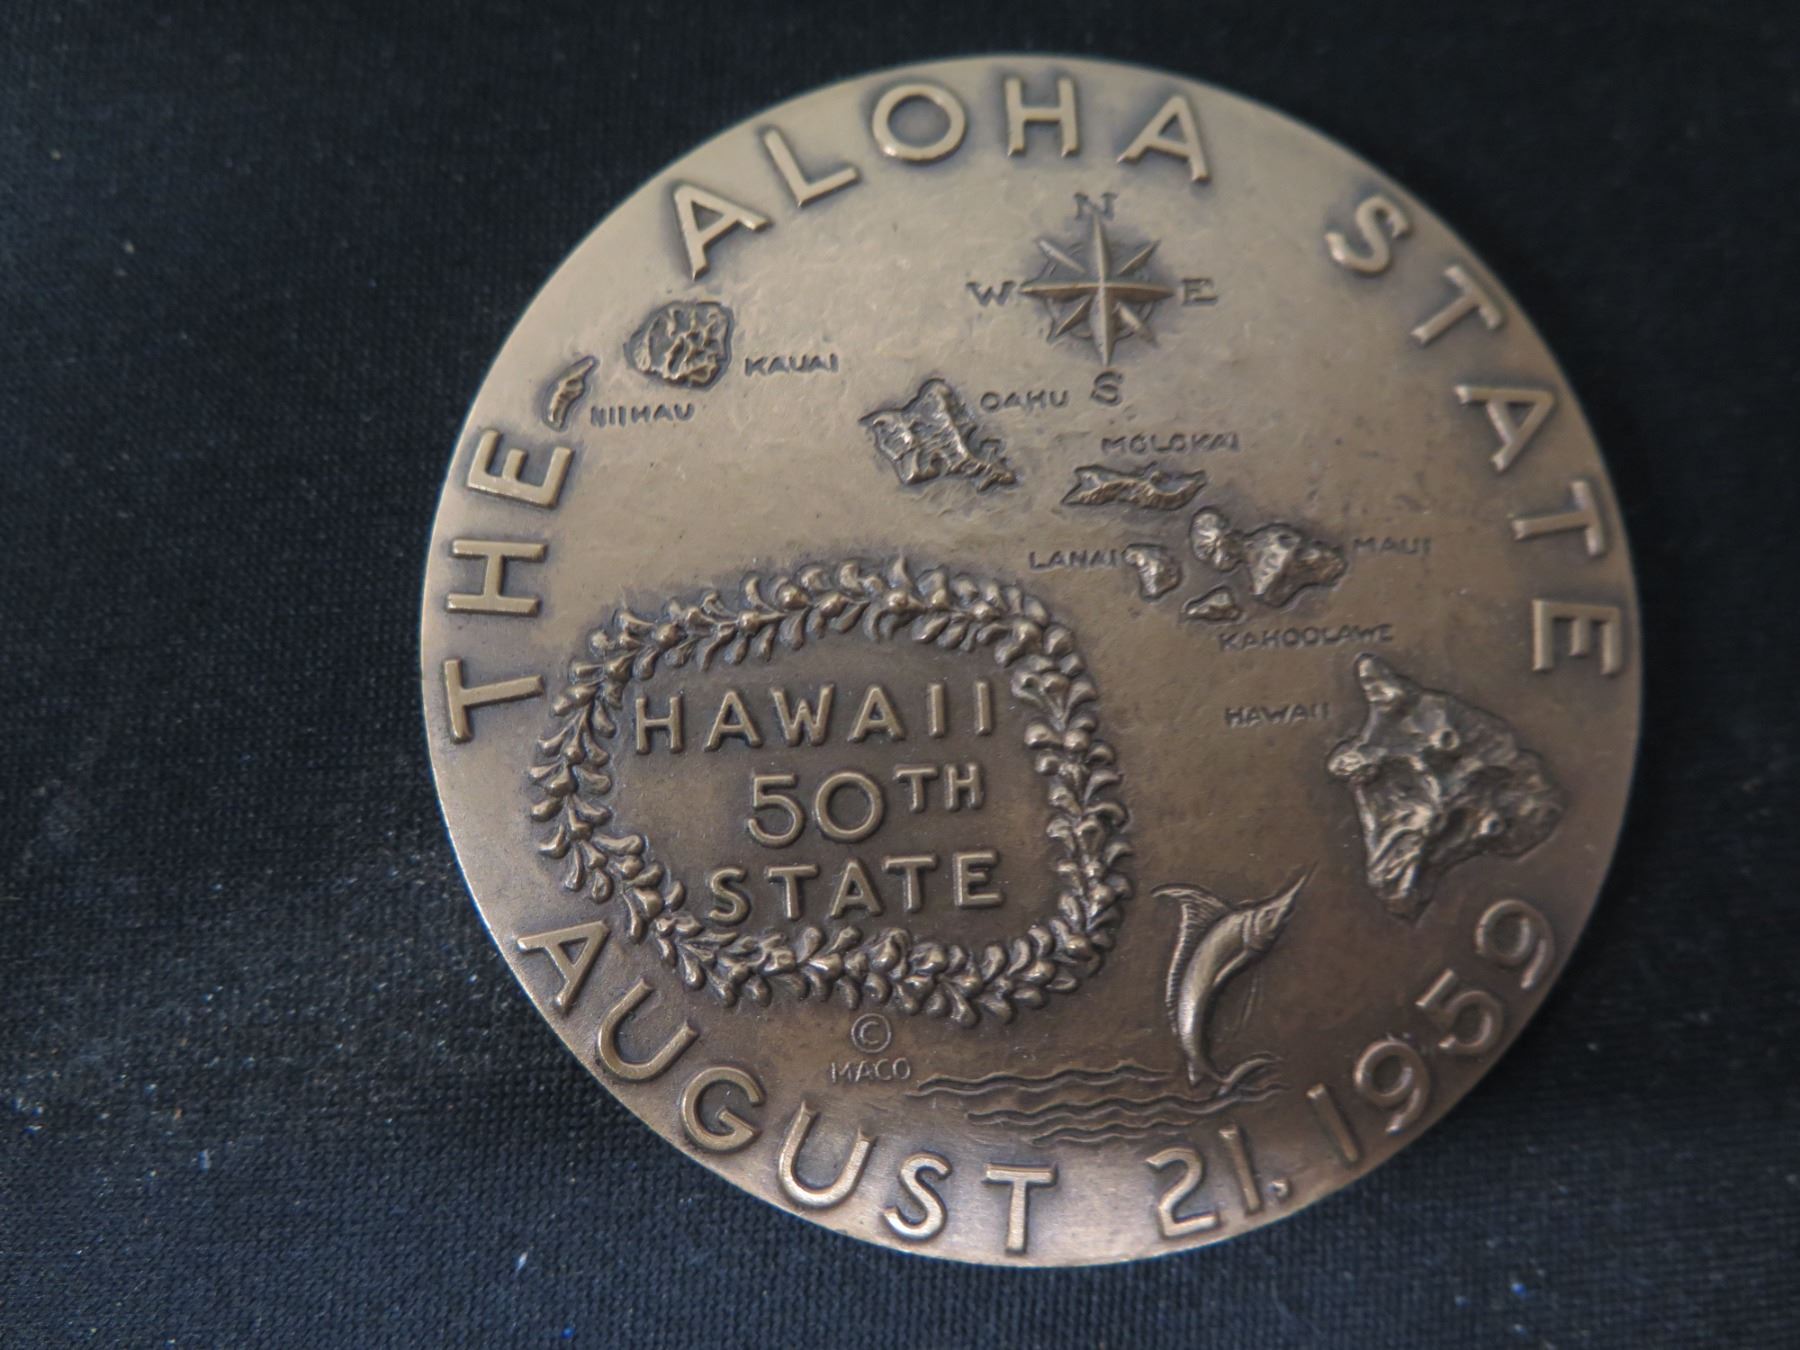 THE ALOHA STATE
N
W E
S
KAUAI
NIIHAU
OAHU
MOLOKAI
LANAI
MAUI
KAHOOLAWE
HAWAII
HAWAII
50TH
STATE
©
MACO
AUGUST 21, 1959